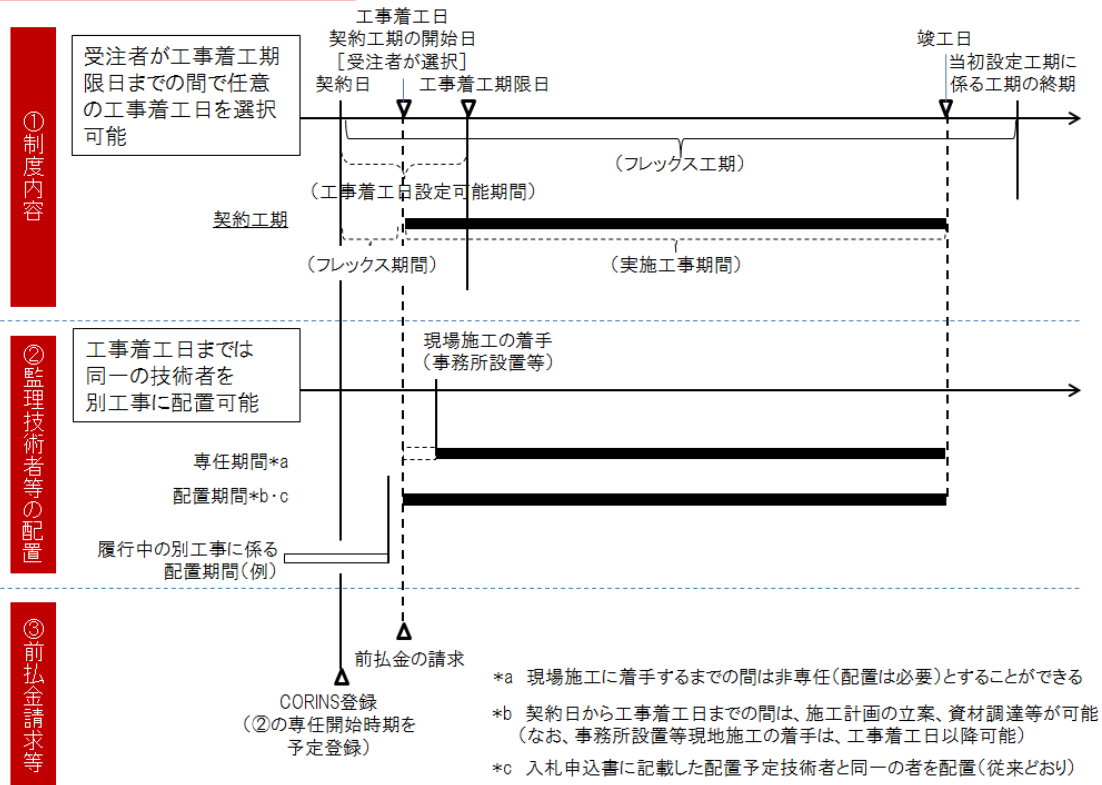 ①制度内容
受注者が工事着工期
限日までの間で任意
の工事着工日を選択
可能
工事着工日
契約工期の開始日
[受注者が選択]
契約日
工事着工期限日
竣工日
当初設定工期に
係る工期の終期
(フレックス工期)
(工事着工日設定可能期間)
契約工期
(フレックス期間)
(実施工事期間)
②監理技術者等の配置
工事着工日までは
同一の技術者を
別工事に配置可能
現場施工の着手
(事務所設置等)
専任期間*a
配置期間*b・c
履行中の別工事に係る
配置期間(例)
③前払金請求等
前払金の請求
CORINS登録
(②の専任開始時期を
予定登録)
*a 現場施工に着手するまでの間は非専任(配置は必要)とすることができる
*b 契約日から工事着工日までの間は、施工計画の立案、資材調達等が可能
(なお、事務所設置等現地施工の着手は、工事着工日以降可能)
*c 入札申込書に記載した配置予定技術者と同一の者を配置(従来どおり)